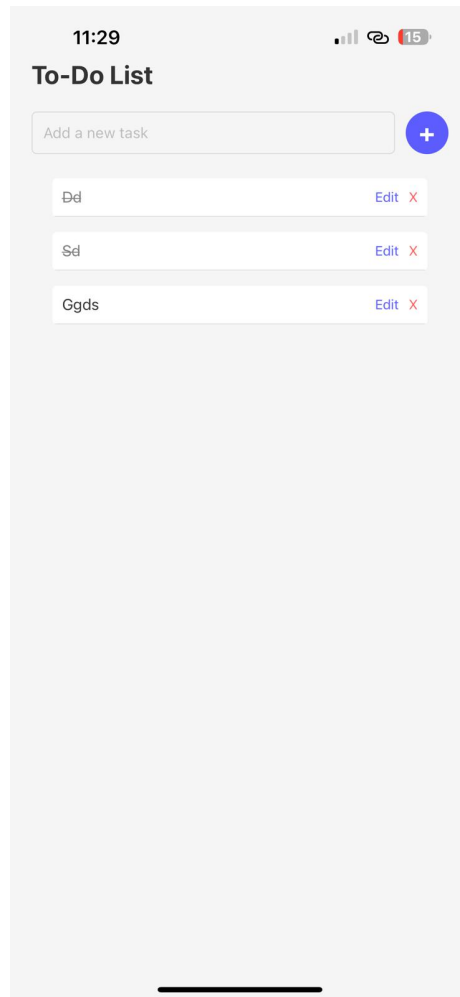 11:29 15
To-Do List
Add a new task +
Dd Edit X
Sd Edit X
Ggds Edit X